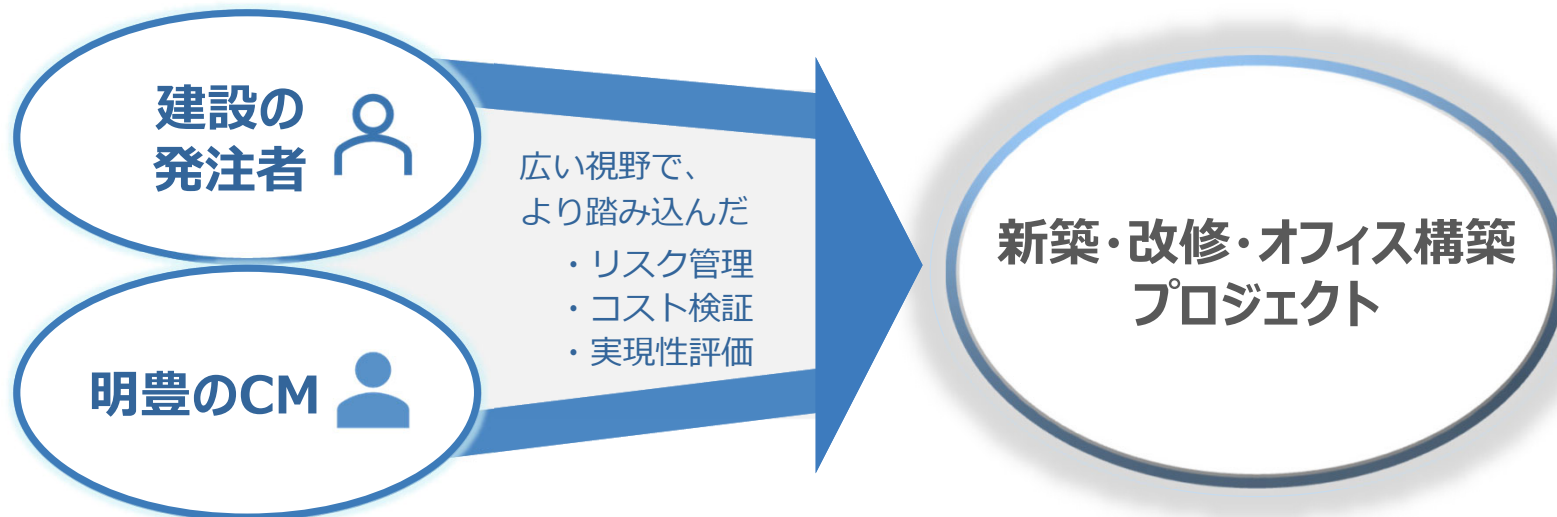 建設の
発注者
明豊のCM
広い視野で、
より踏み込んだ
・リスク管理
・コスト検証
・実現性評価
新築・改修・オフィス構築
プロジェクト